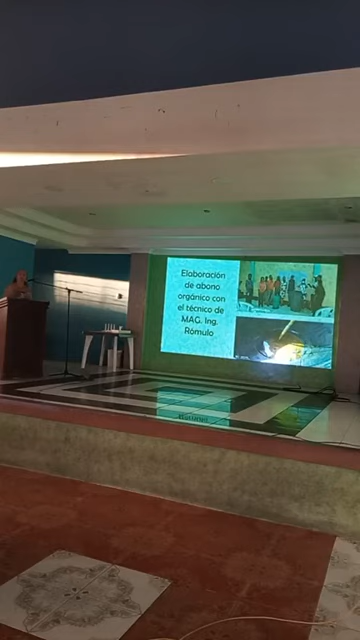 Elaboración
de abono
orgánico con
el técnico de
MAG. Ing.
Rómulo